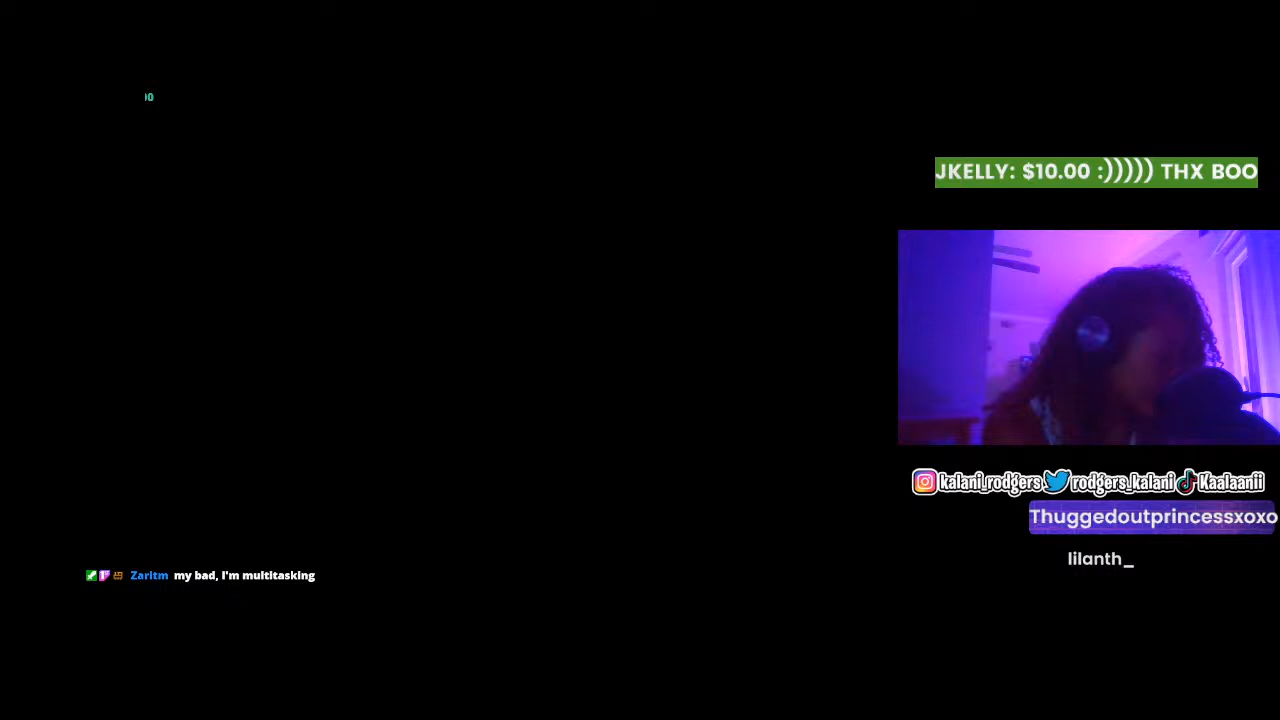 JKELLY: $10.00 :))))) THX BOO
kalani_rodgers rodgers_kalani Kaalaanii
Thuggedoutprincessxoxo
lilanth_
Zaritm my bad, I'm multitasking